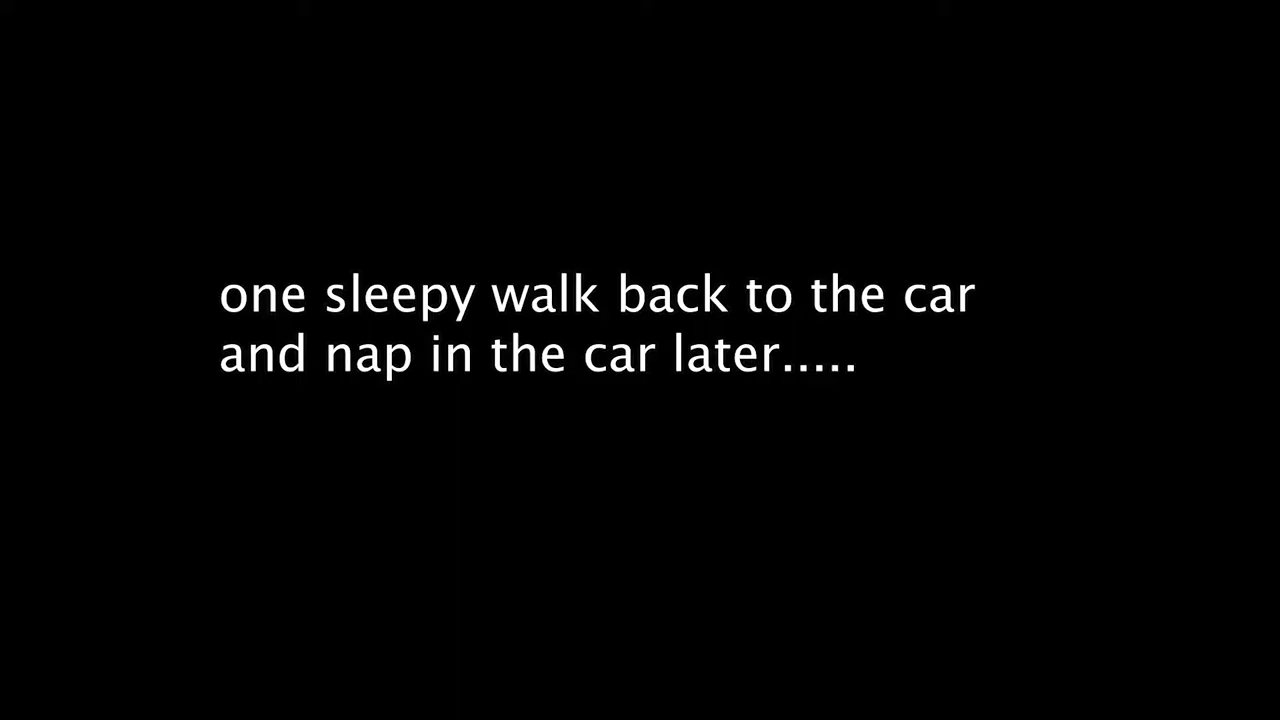 one sleepy walk back to the car
and nap in the car later.....